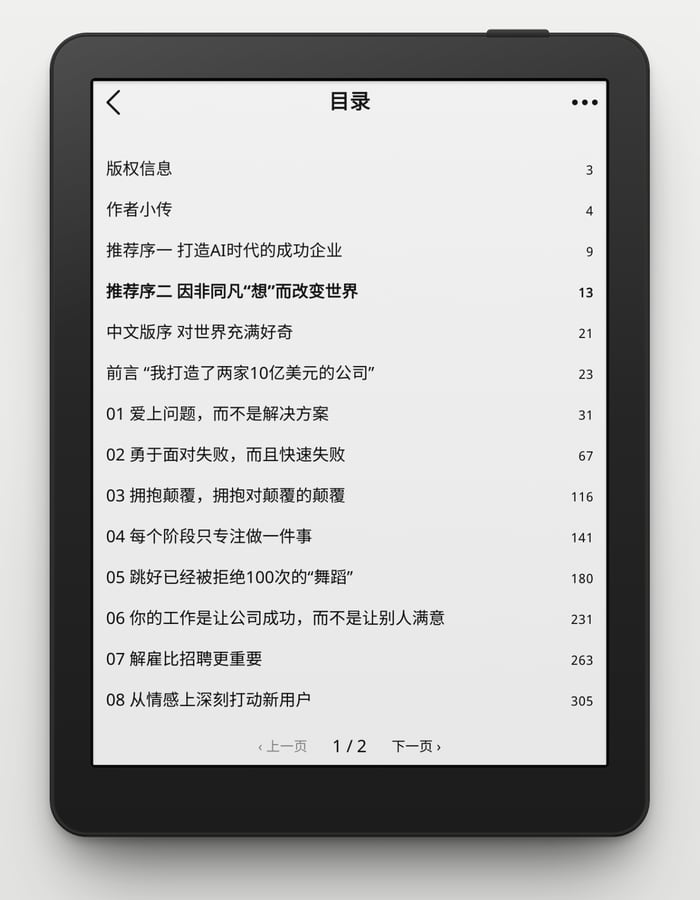 目录
版权信息 3
作者小传 4
推荐序一 打造AI时代的成功企业 9
推荐序二 因非同凡“想”而改变世界 13
中文版序 对世界充满好奇 21
前言 “我打造了两家10亿美元的公司” 23
01 爱上问题，而不是解决方案 31
02 勇于面对失败，而且快速失败 67
03 拥抱颠覆，拥抱对颠覆的颠覆 116
04 每个阶段只专注做一件事 141
05 跳好已经被拒绝100次的“舞蹈” 180
06 你的工作是让公司成功，而不是让别人满意 231
07 解雇比招聘更重要 263
08 从情感上深刻打动新用户 305
‹ 上一页 1 / 2 下一页 ›